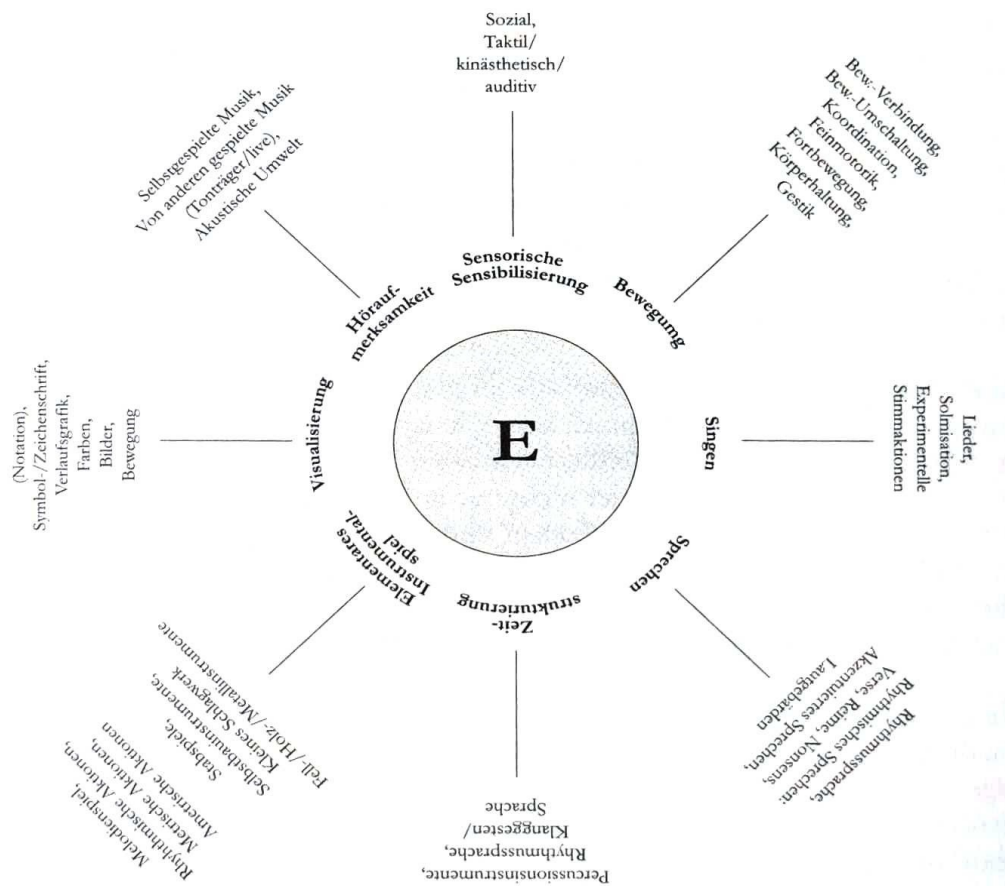 Sozial,
Taktil/
kinästhetisch/
auditiv
Sensorische
Sensibilisierung
Bew.-Verbindung,
Bew.-Umschaltung,
Koordination,
Feinmotorik,
Fortbewegung,
Körperhaltung,
Gestik
Bewegung
Lieder,
Solmisation,
Experimentelle
Stimmaktionen
Singen
Rhythmussprache,
Rhythmisches Sprechen:
Verse, Reime, Nonsens,
Akzentuiertes Sprechen,
Lautgebärden
Sprechen
Zeit-
strukturierung
Percussionsinstrumente,
Rhythmussprache,
Klanggesten/
Sprache
Elementares
Instrumental-
spiel
Fell-/Holz-/Metallinstrumente
Kleines Schlagwerk
Selbstbauinstrumente,
Stabspiele,
Ametrische Aktionen
Metrische Aktionen,
Rhythmische Aktionen,
Melodienspiel,
Visualisierung
(Notation),
Symbol-/Zeichenschrift,
Verlaufsgrafik,
Farben,
Bilder,
Bewegung
Hörauf-
merksamkeit
Selbstgespielte Musik,
Von anderen gespielte Musik
(Tonträger/live),
Akustische Umwelt
E